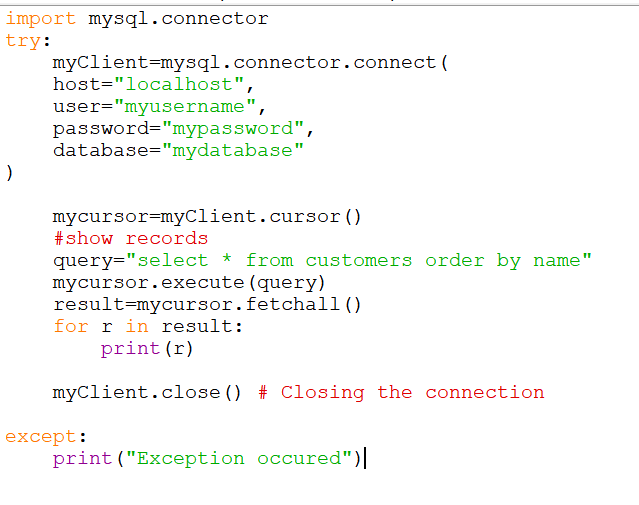 import mysql.connector
try:
    myClient=mysql.connector.connect(
    host="localhost",
    user="myusername",
    password="mypassword",
    database="mydatabase"
)
    mycursor=myClient.cursor()
    #show records
    query="select * from customers order by name"
    mycursor.execute(query)
    result=mycursor.fetchall()
    for r in result:
        print(r)
    myClient.close() # Closing the connection
except:
    print("Exception occured")